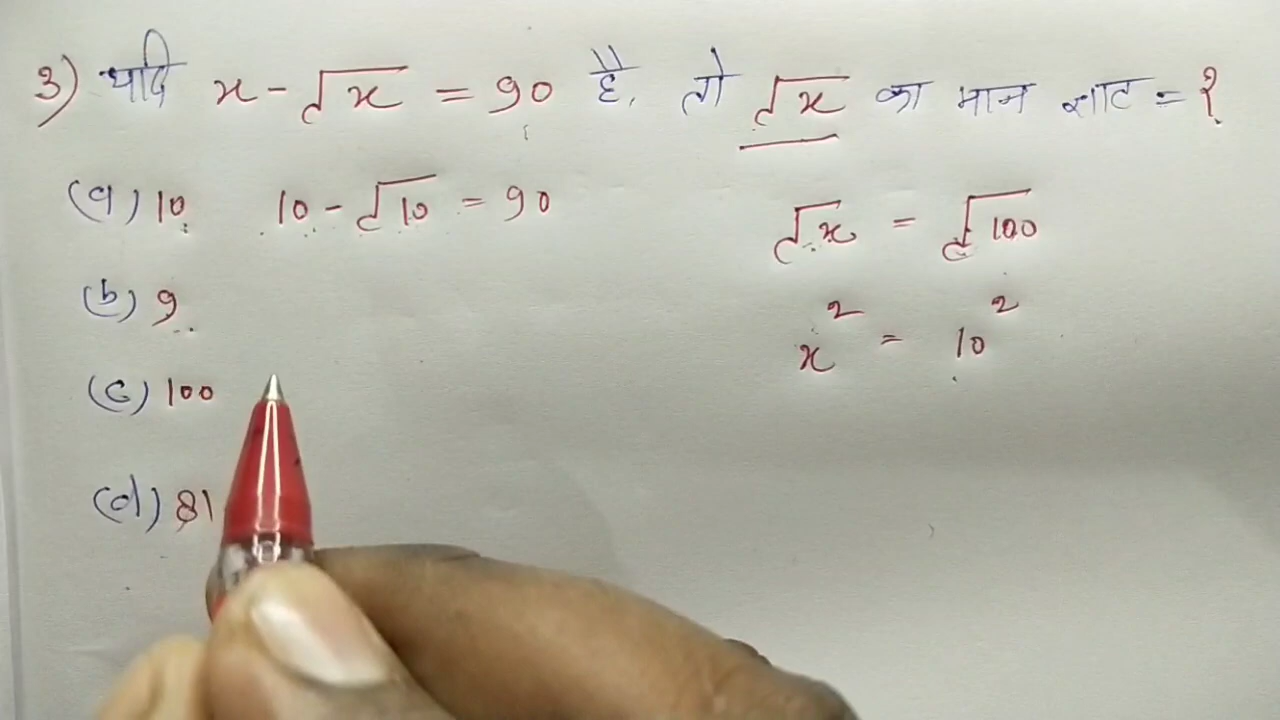 3) यदि x - √x = 90 है, तो √x का मान ज्ञात = ?
(a) 10 10 - √10 = 90
√x = √100
(b) 9
x² = 10²
(c) 100
(d) 81